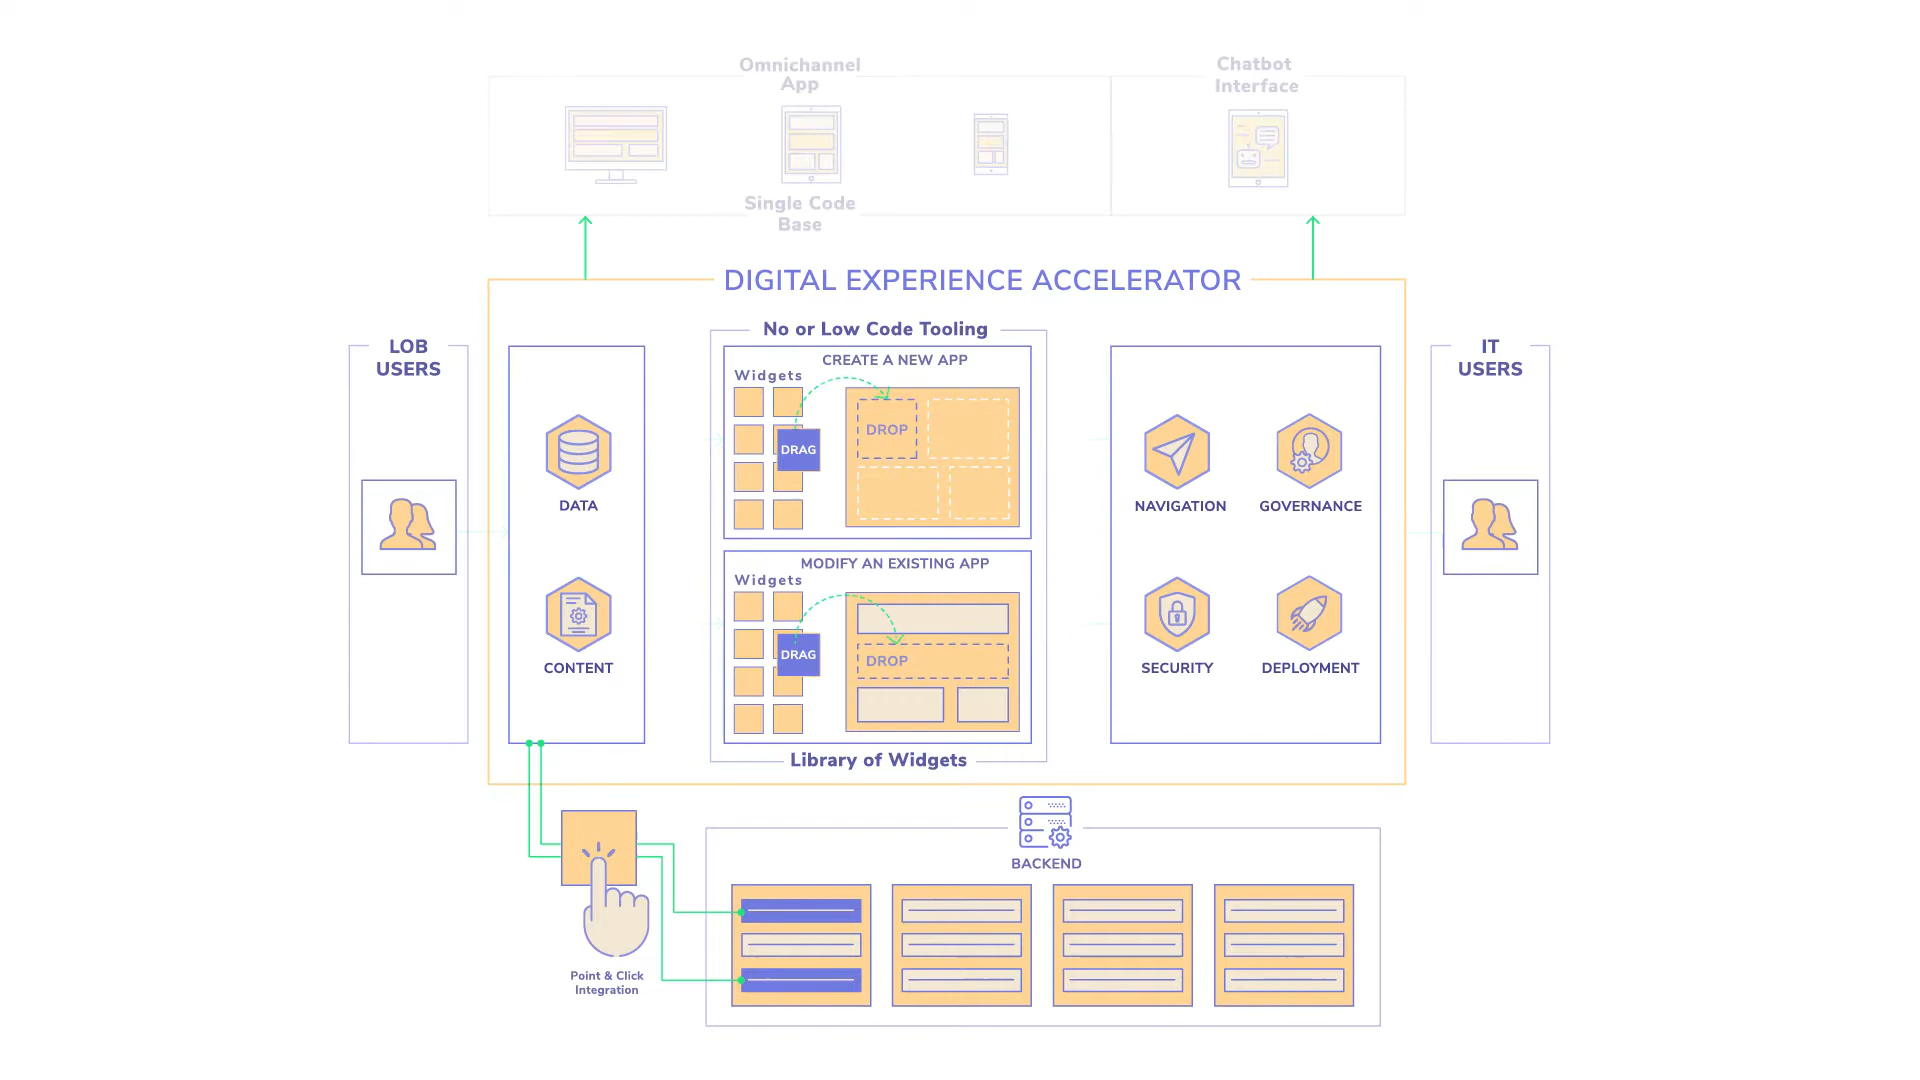 Omnichannel
App
Chatbot
Interface
Single Code
Base
DIGITAL EXPERIENCE ACCELERATOR
LOB
USERS
No or Low Code Tooling
IT
USERS
CREATE A NEW APP
Widgets
DROP
DRAG
DATA
NAVIGATION
GOVERNANCE
MODIFY AN EXISTING APP
Widgets
DRAG
DROP
CONTENT
SECURITY
DEPLOYMENT
Library of Widgets
BACKEND
Point & Click
Integration